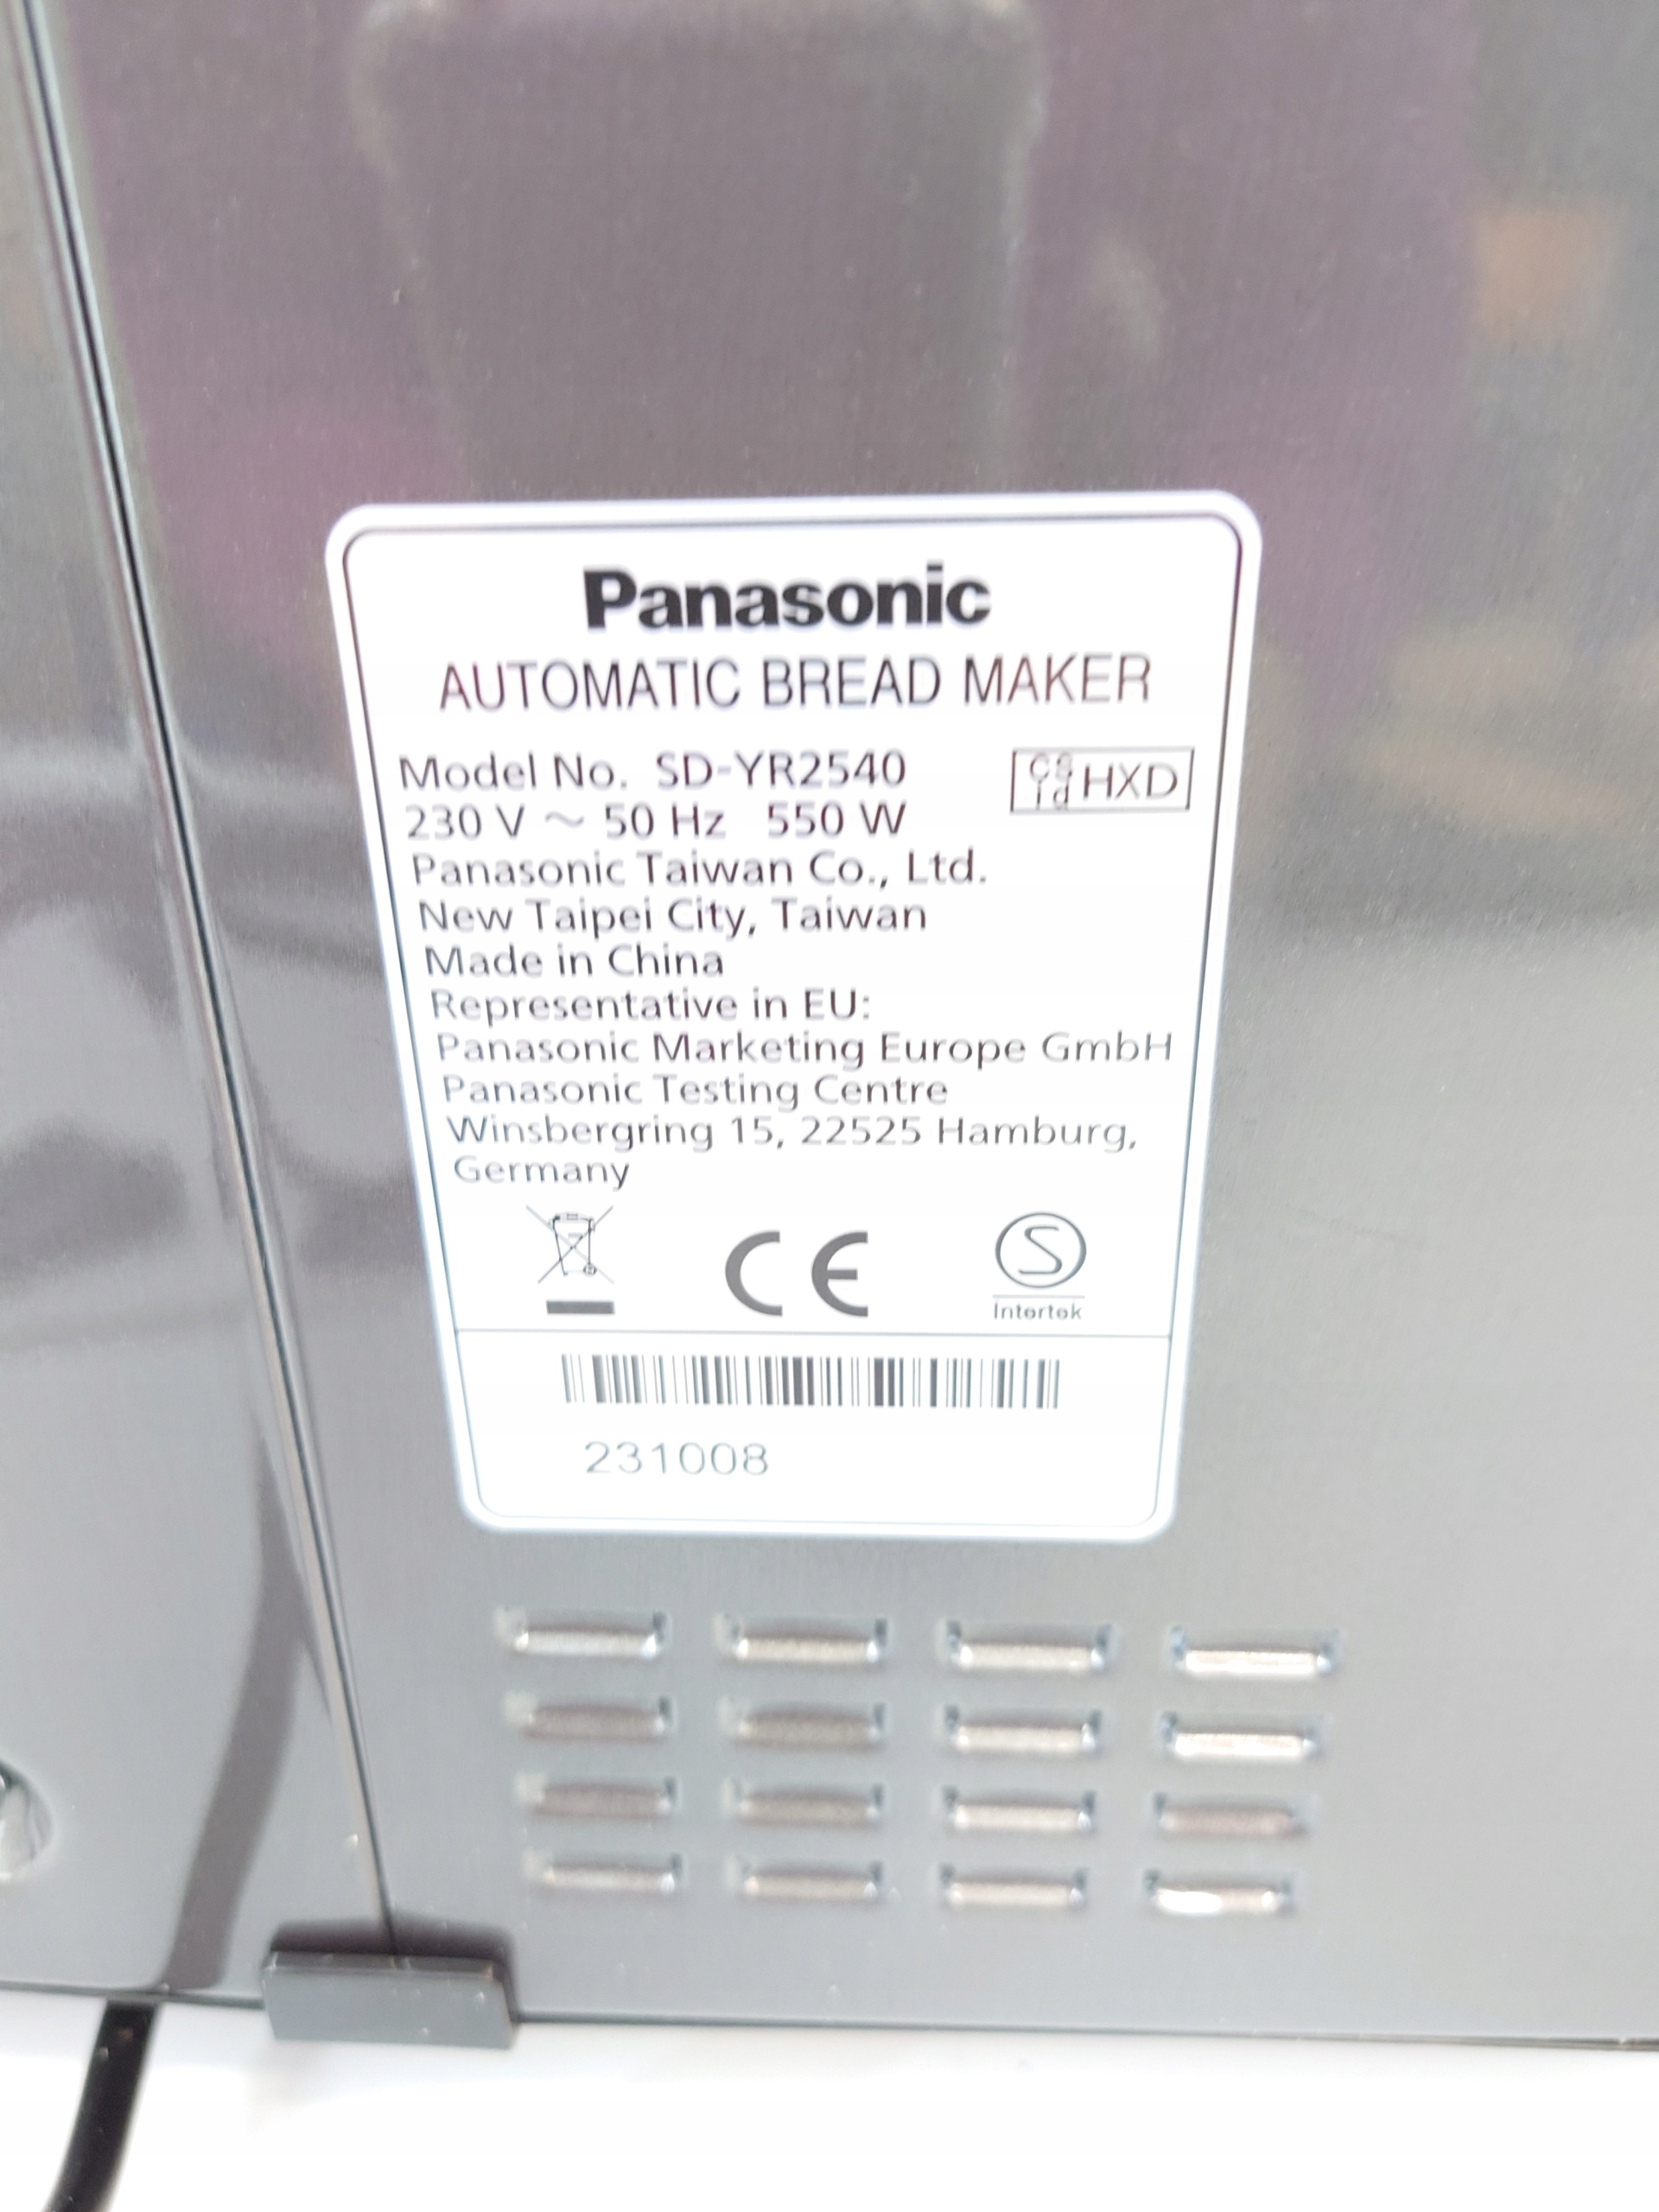 Panasonic
AUTOMATIC BREAD MAKER
Model No. SD-YR2540
CS
id HXD
230 V ~ 50 Hz 550 W
Panasonic Taiwan Co., Ltd.
New Taipei City, Taiwan
Made in China
Representative in EU:
Panasonic Marketing Europe GmbH
Panasonic Testing Centre
Winsbergring 15, 22525 Hamburg,
Germany
CE
S
Intertek
231008